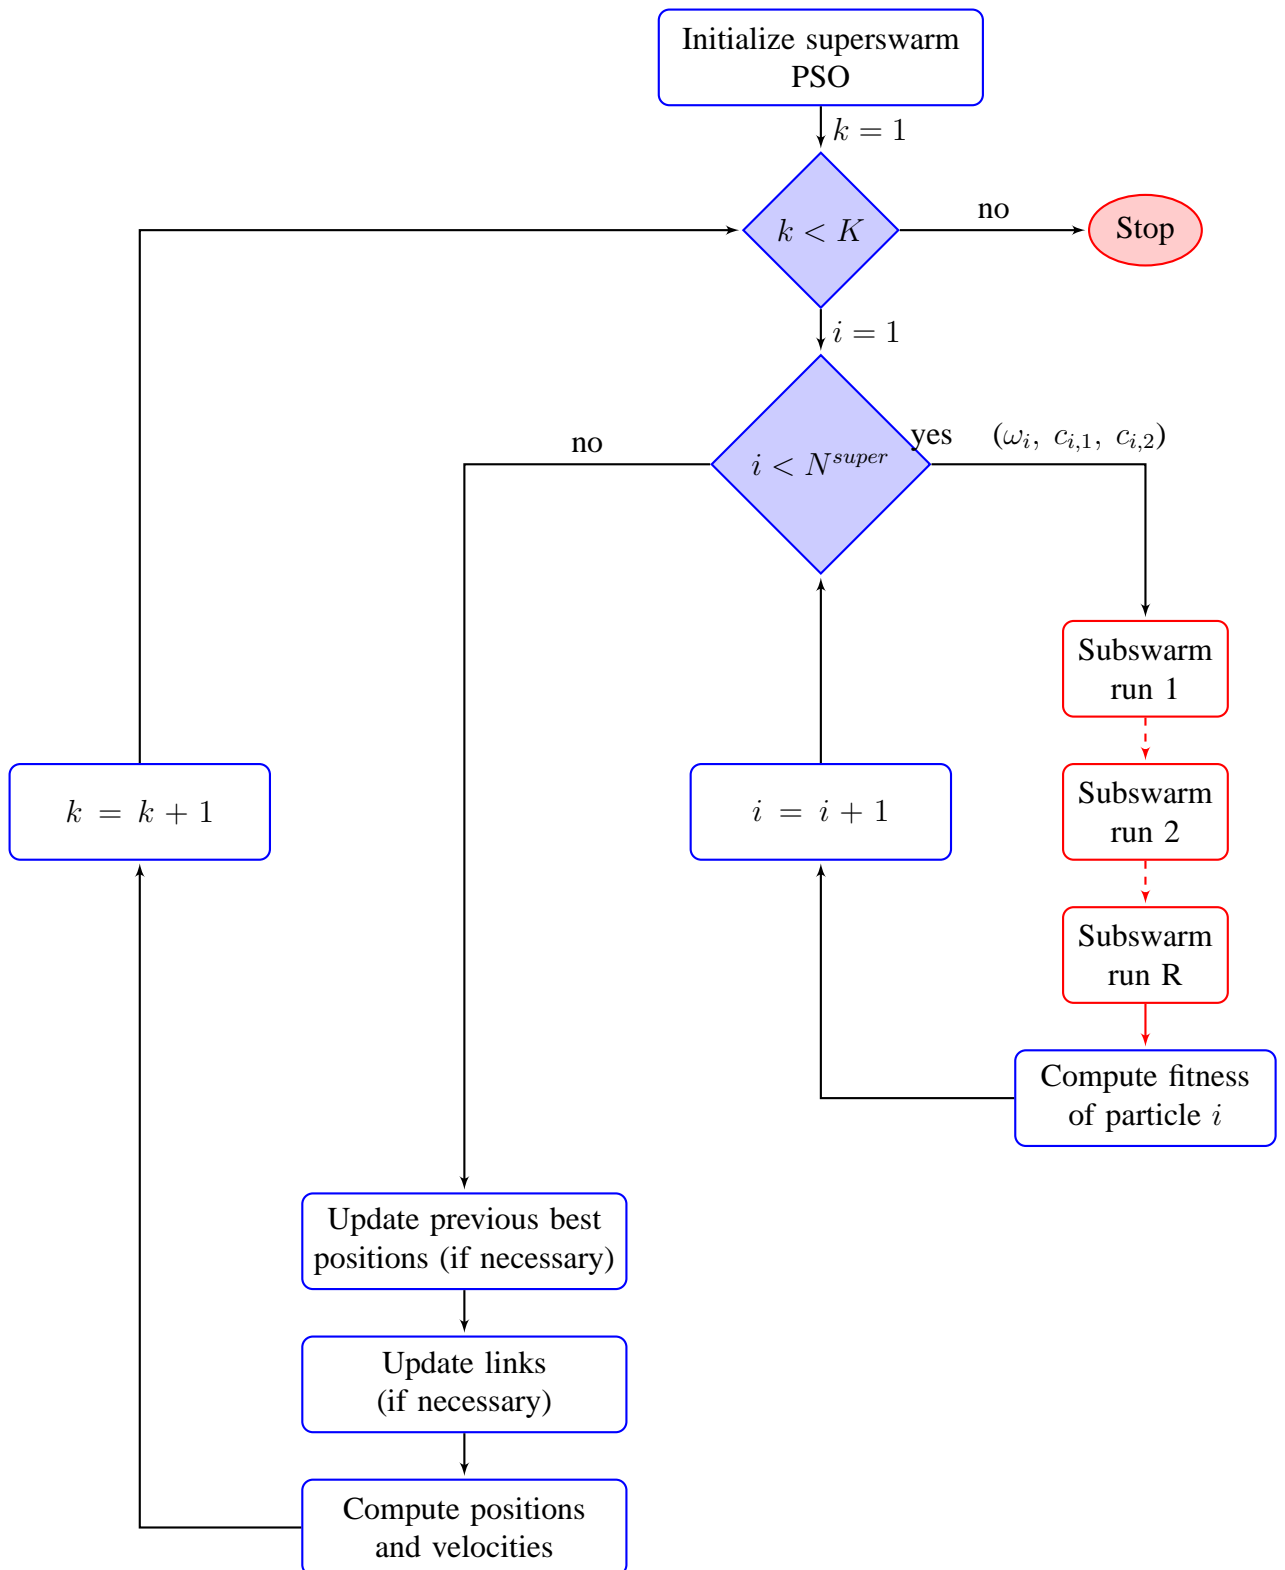 Initialize superswarm
PSO
k = 1
k < K
no
Stop
i = 1
i < N^{super}
no
yes
(ω_i, c_{i,1}, c_{i,2})
Subswarm
run 1
k = k + 1
i = i + 1
Subswarm
run 2
Subswarm
run R
Compute fitness
of particle i
Update previous best
positions (if necessary)
Update links
(if necessary)
Compute positions
and velocities